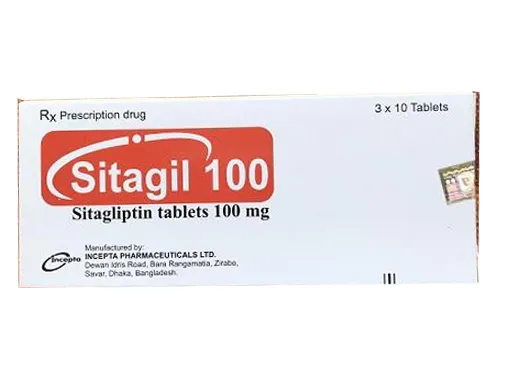 Rx Prescription drug
3 x 10 Tablets
Sitagil 100
Sitagliptin tablets 100 mg
Incepta
Manufactured by:
INCEPTA PHARMACEUTICALS LTD.
Dewan Idris Road, Bara Rangamatia, Zirabo,
Savar, Dhaka, Bangladesh.